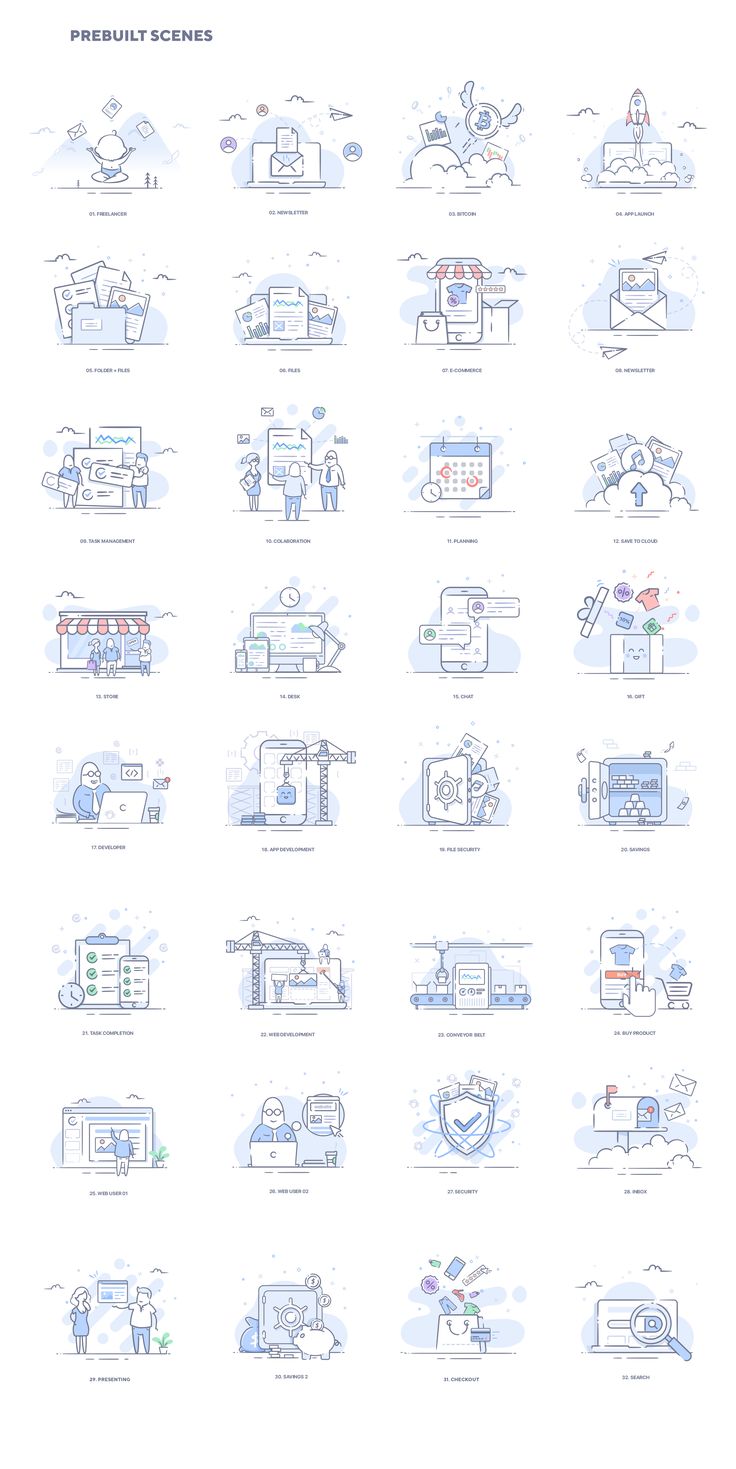 PREBUILT SCENES
01. FREELANCER
02. NEWSLETTER
03. BITCOIN
04. APP LAUNCH
05. FOLDER + FILES
06. FILES
07. E-COMMERCE
08. NEWSLETTER
09. TASK MANAGEMENT
10. COLABORATION
11. PLANNING
12. SAVE TO CLOUD
13. STORE
14. DESK
15. CHAT
16. GIFT
17. DEVELOPER
18. APP DEVELOPMENT
19. FILE SECURITY
20. SAVINGS
21. TASK COMPLETION
22. WEB DEVELOPMENT
23. CONVEYOR BELT
24. BUY PRODUCT
25. WEB USER 01
26. WEB USER 02
27. SECURITY
28. INBOX
29. PRESENTING
30. SAVINGS 2
31. CHECKOUT
32. SEARCH